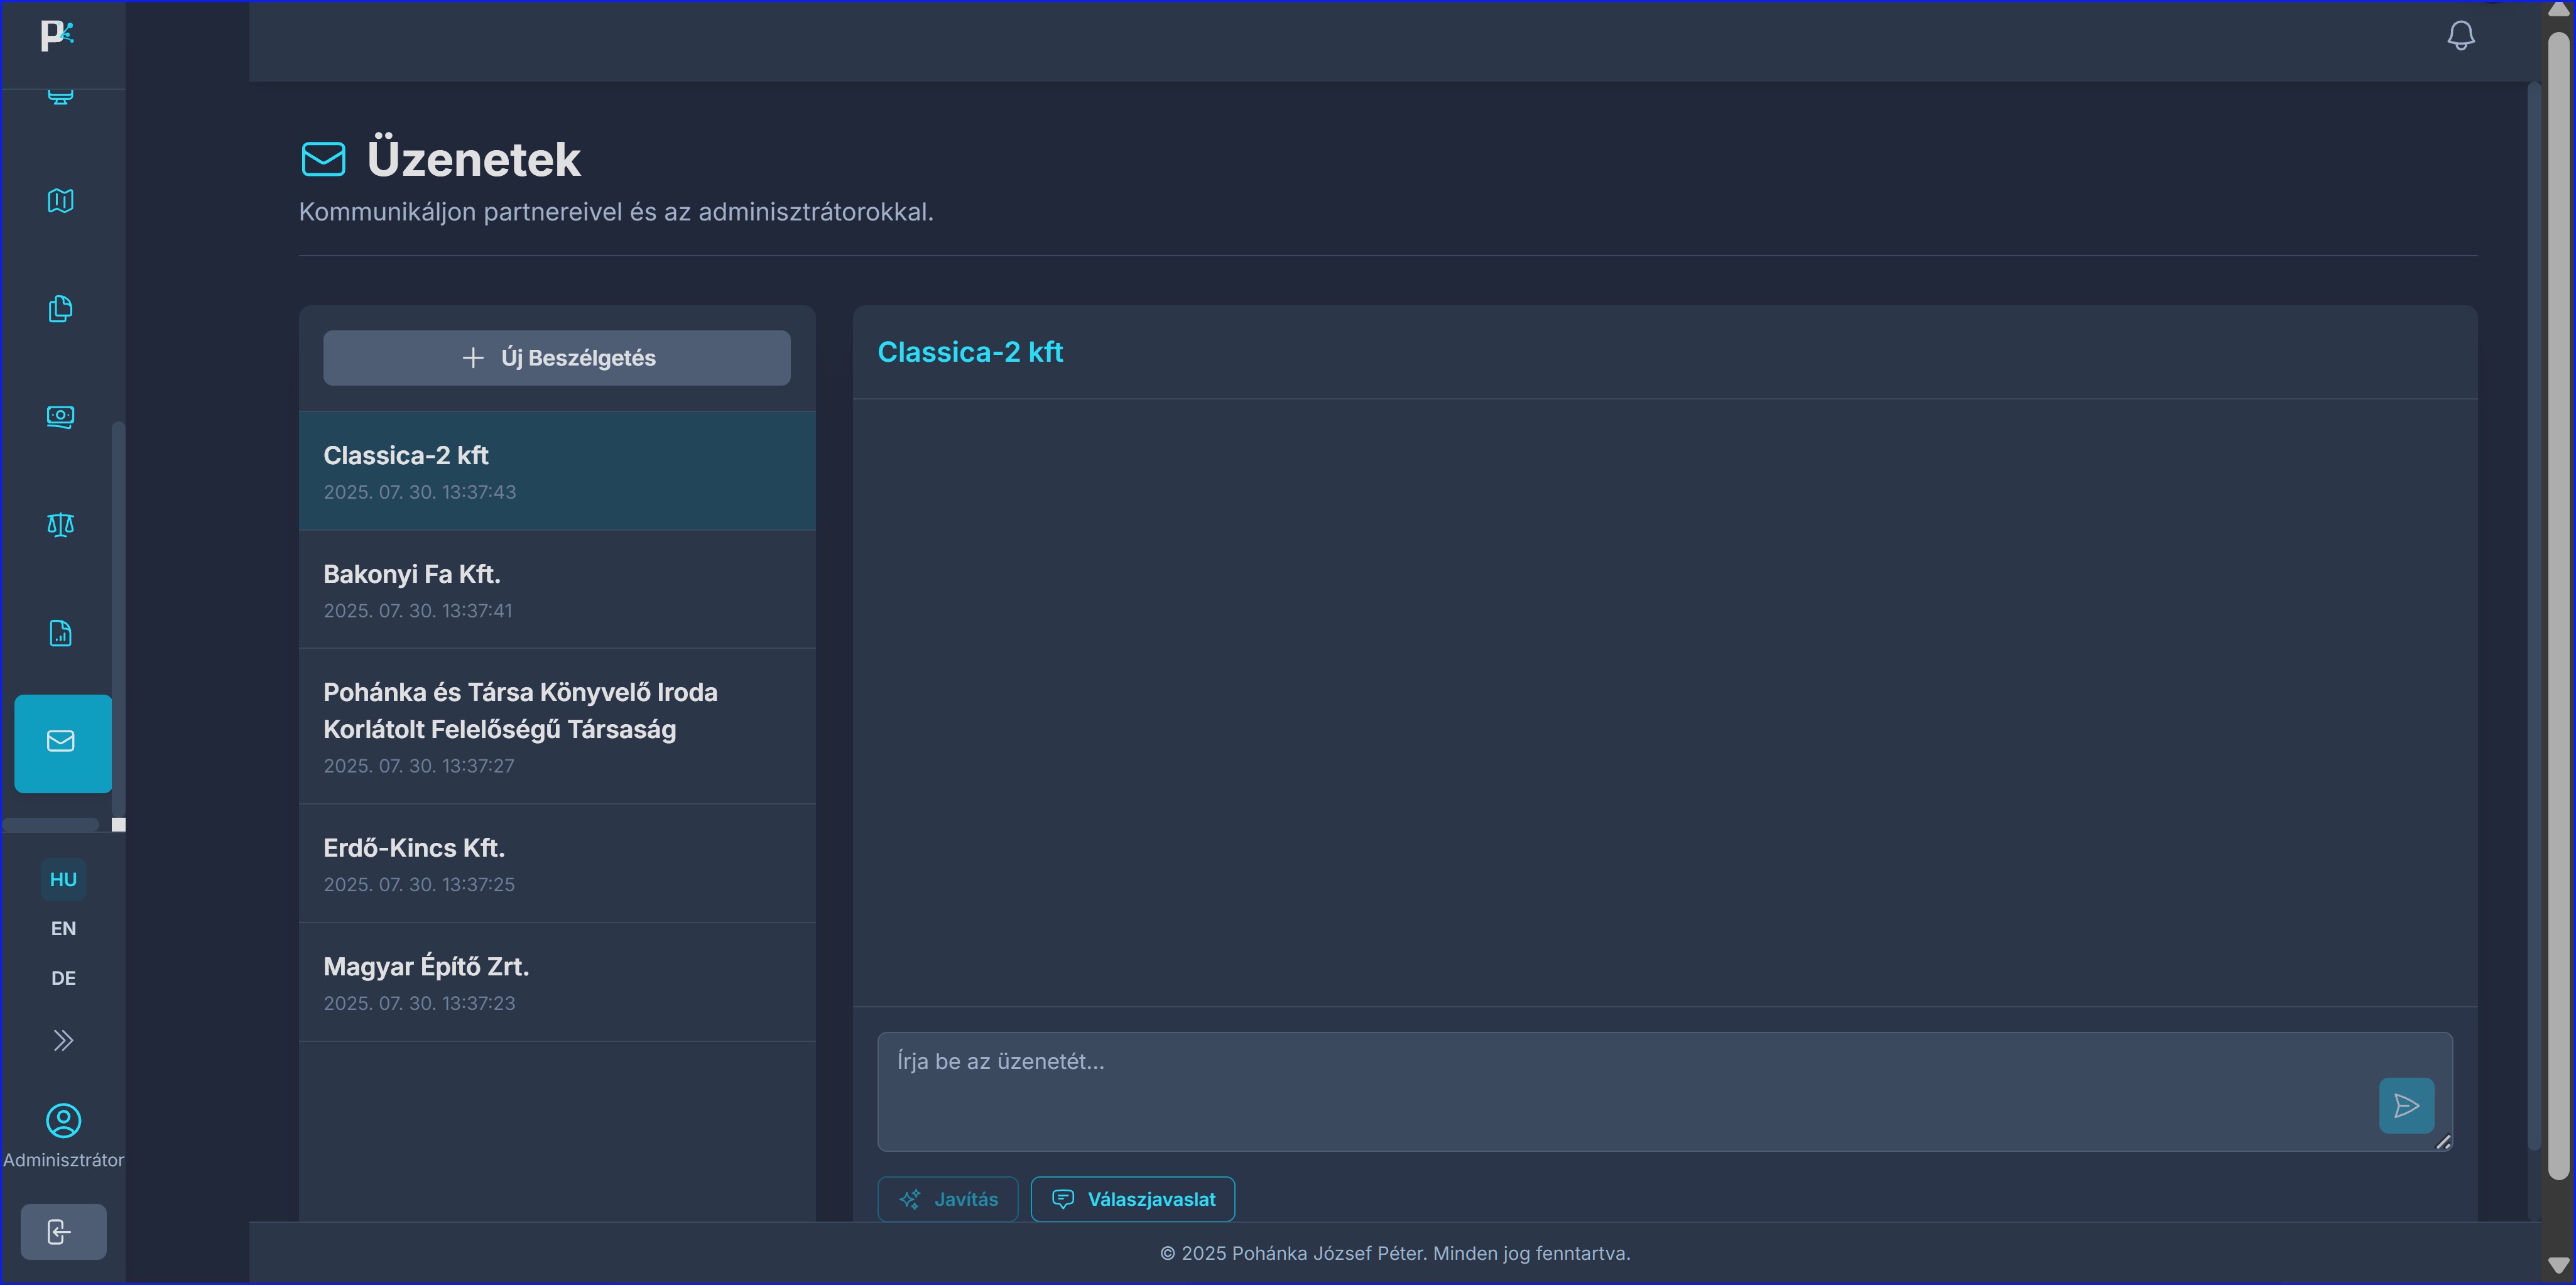 P
Üzenetek
Kommunikáljon partnereivel és az adminisztrátorokkal.
Új Beszélgetés
Classica-2 kft
2025. 07. 30. 13:37:43
Bakonyi Fa Kft.
2025. 07. 30. 13:37:41
Pohánka és Társa Könyvelő Iroda
Korlátolt Felelőségű Társaság
2025. 07. 30. 13:37:27
Erdő-Kincs Kft.
2025. 07. 30. 13:37:25
Magyar Építő Zrt.
2025. 07. 30. 13:37:23
Classica-2 kft
Írja be az üzenetét...
Javítás
Válaszjavaslat
HU
EN
DE
Adminisztrátor
© 2025 Pohánka József Péter. Minden jog fenntartva.